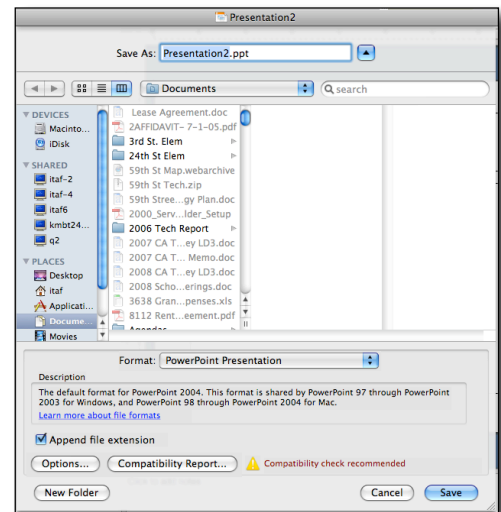 Presentation2
Save As: Presentation2.ppt
Documents
search
DEVICES
Macinto...
iDisk
SHARED
itaf-2
itaf-4
itaf6
kmbt24...
q2
PLACES
Desktop
itaf
Applicati...
Docume...
Movies
Lease Agreement.doc
2AFFIDAVIT- 7-1-05.pdf
3rd St. Elem
24th St Elem
59th St Map.webarchive
59th St Tech.zip
59th Stree...gy Plan.doc
2000_Serv...lder_Setup
2006 Tech Report
2007 CA T...ey LD3.doc
2007 CA T... Memo.doc
2008 CA T...ey LD3.doc
2008 Scho...erings.doc
3638 Gran...penses.xls
8112 Rent...eement.pdf
Agendas
Format: PowerPoint Presentation
Description
The default format for PowerPoint 2004. This format is shared by PowerPoint 97 through PowerPoint
2003 for Windows, and PowerPoint 98 through PowerPoint 2004 for Mac.
Learn more about file formats
Append file extension
Options... Compatibility Report... Compatibility check recommended
New Folder Cancel Save